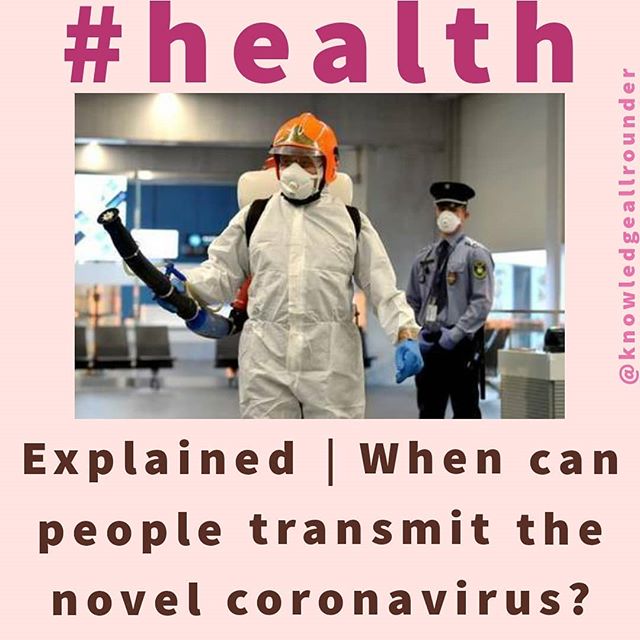 #health
@knowledgeallrounder
Explained | When can
people transmit the
novel coronavirus?